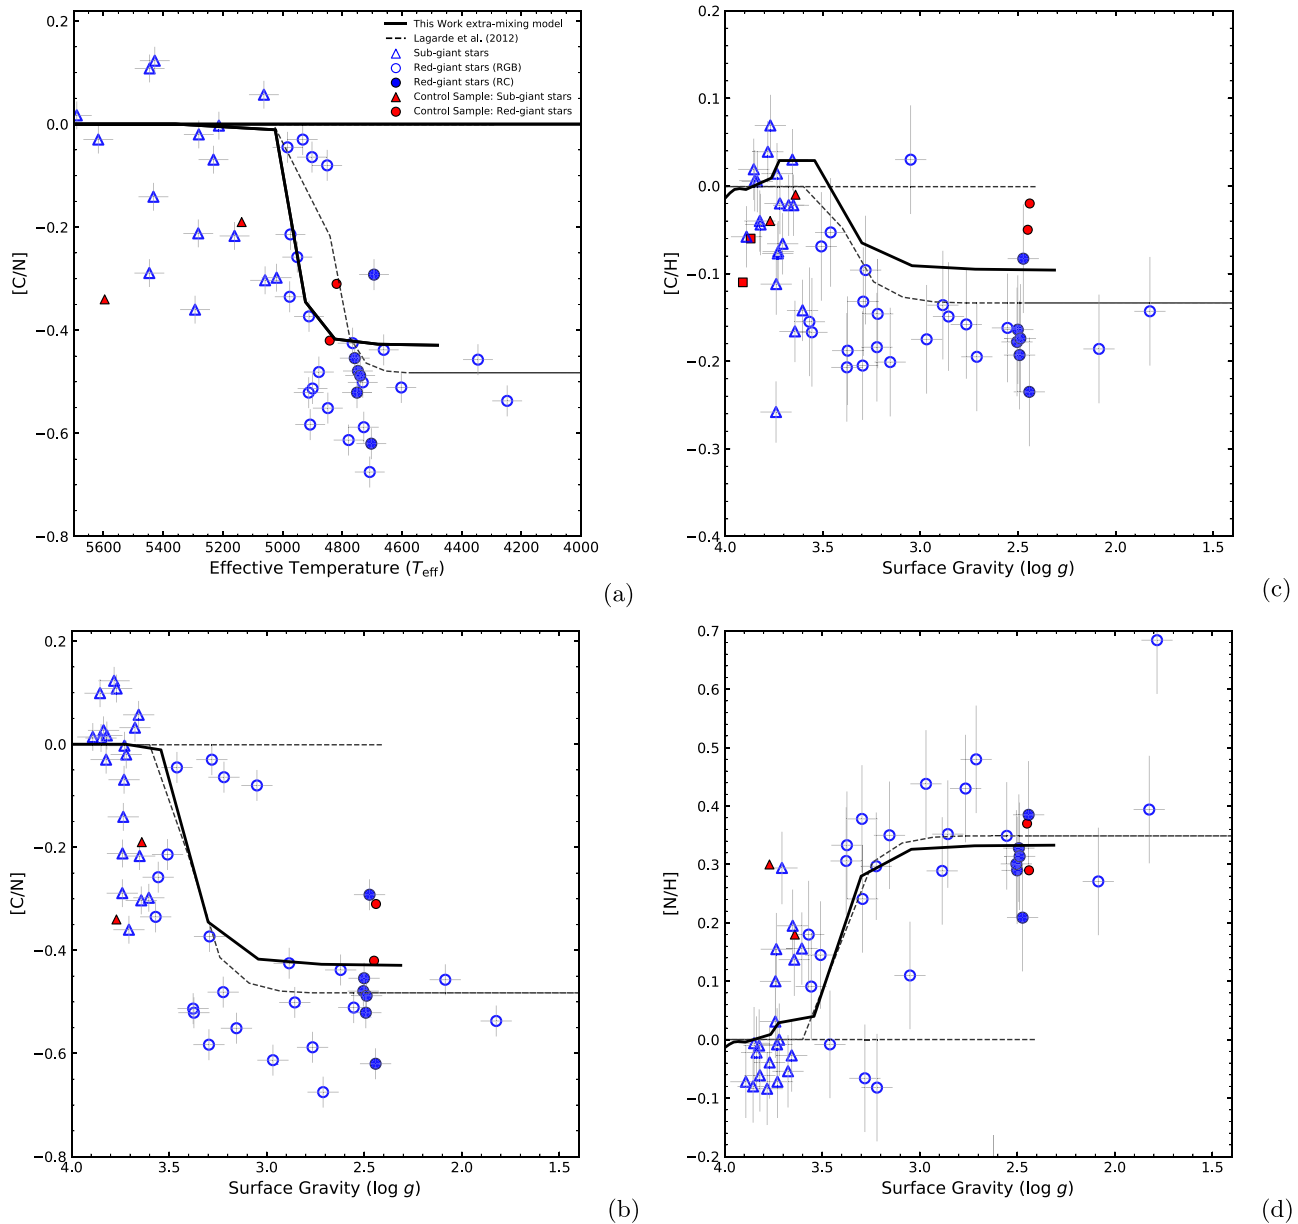 This Work extra-mixing model
Lagarde et al. (2012)
Sub-giant stars
Red-giant stars (RGB)
Red-giant stars (RC)
Control Sample: Sub-giant stars
Control Sample: Red-giant stars
0.2
0.0
−0.2
−0.4
−0.6
−0.8
[C/N]
5600 5400 5200 5000 4800 4600 4400 4200 4000
Effective Temperature (Teff)
(a)
0.2
0.1
0.0
−0.1
−0.2
−0.3
−0.4
[C/H]
4.0 3.5 3.0 2.5 2.0 1.5
Surface Gravity (log g)
(c)
0.2
0.0
−0.2
−0.4
−0.6
−0.8
[C/N]
4.0 3.5 3.0 2.5 2.0 1.5
Surface Gravity (log g)
(b)
0.7
0.6
0.5
0.4
0.3
0.2
0.1
0.0
−0.1
−0.2
[N/H]
4.0 3.5 3.0 2.5 2.0 1.5
Surface Gravity (log g)
(d)